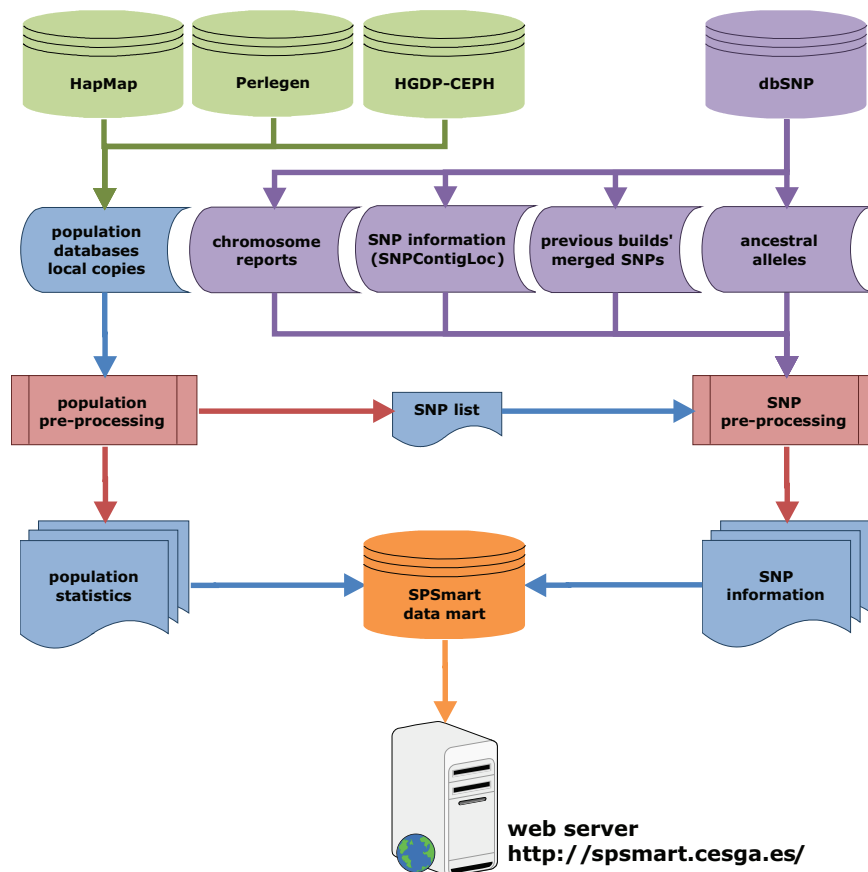 HapMap
Perlegen
HGDP-CEPH
dbSNP
population
databases
local copies
chromosome
reports
SNP information
(SNPContigLoc)
previous builds'
merged SNPs
ancestral
alleles
population
pre-processing
SNP list
SNP
pre-processing
population
statistics
SPSmart
data mart
SNP
information
web server
http://spsmart.cesga.es/